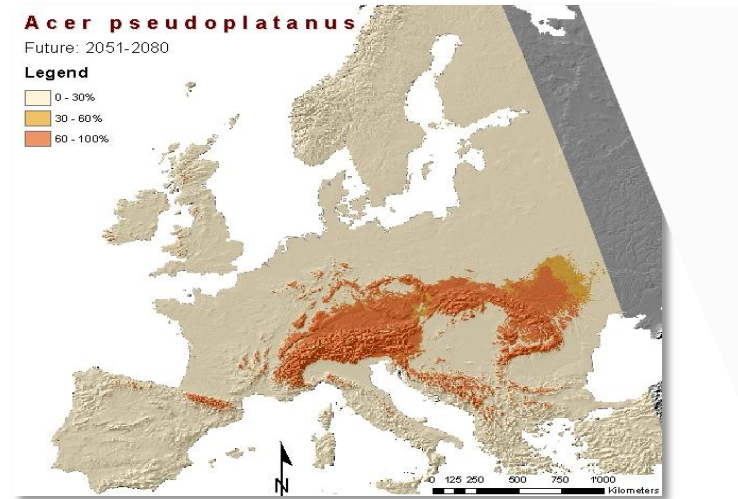 Acer pseudoplatanus
Future: 2051-2080
Legend
0 - 30%
30 - 60%
60 - 100%
N
0 125 250 500 750 1'000
Kilometers